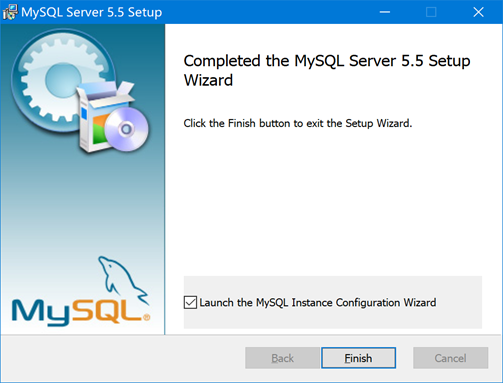 MySQL Server 5.5 Setup
Completed the MySQL Server 5.5 Setup
Wizard
Click the Finish button to exit the Setup Wizard.
MySQL®
Launch the MySQL Instance Configuration Wizard
Back
Finish
Cancel